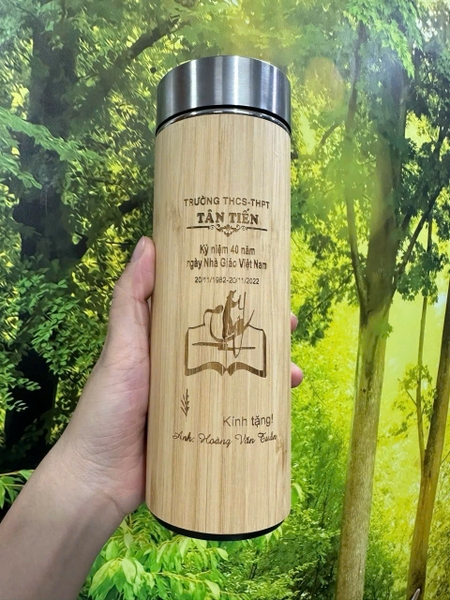 TRƯỜNG THCS-THPT
TÂN TIẾN
Kỷ niệm 40 năm
ngày Nhà Giáo Việt Nam
20/11/1982-20/11/2022
Kính tặng!
Anh: Hoàng Văn Tuấn